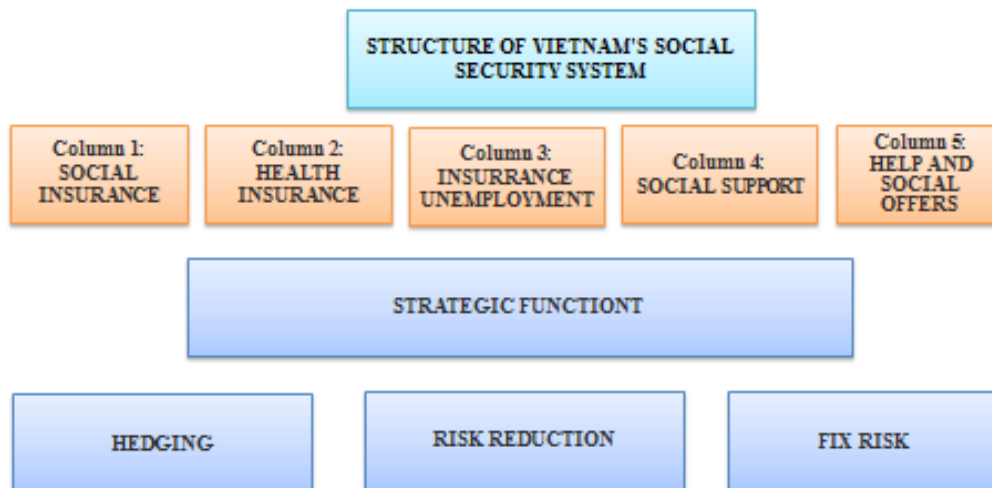 STRUCTURE OF VIETNAM'S SOCIAL
SECURITY SYSTEM
Column 1:
SOCIAL
INSURANCE
Column 2:
HEALTH
INSURANCE
Column 3:
INSURRANCE
UNEMPLOYMENT
Column 4:
SOCIAL SUPPORT
Column 5:
HELP AND
SOCIAL
OFFERS
STRATEGIC FUNCTIONT
HEDGING
RISK REDUCTION
FIX RISK